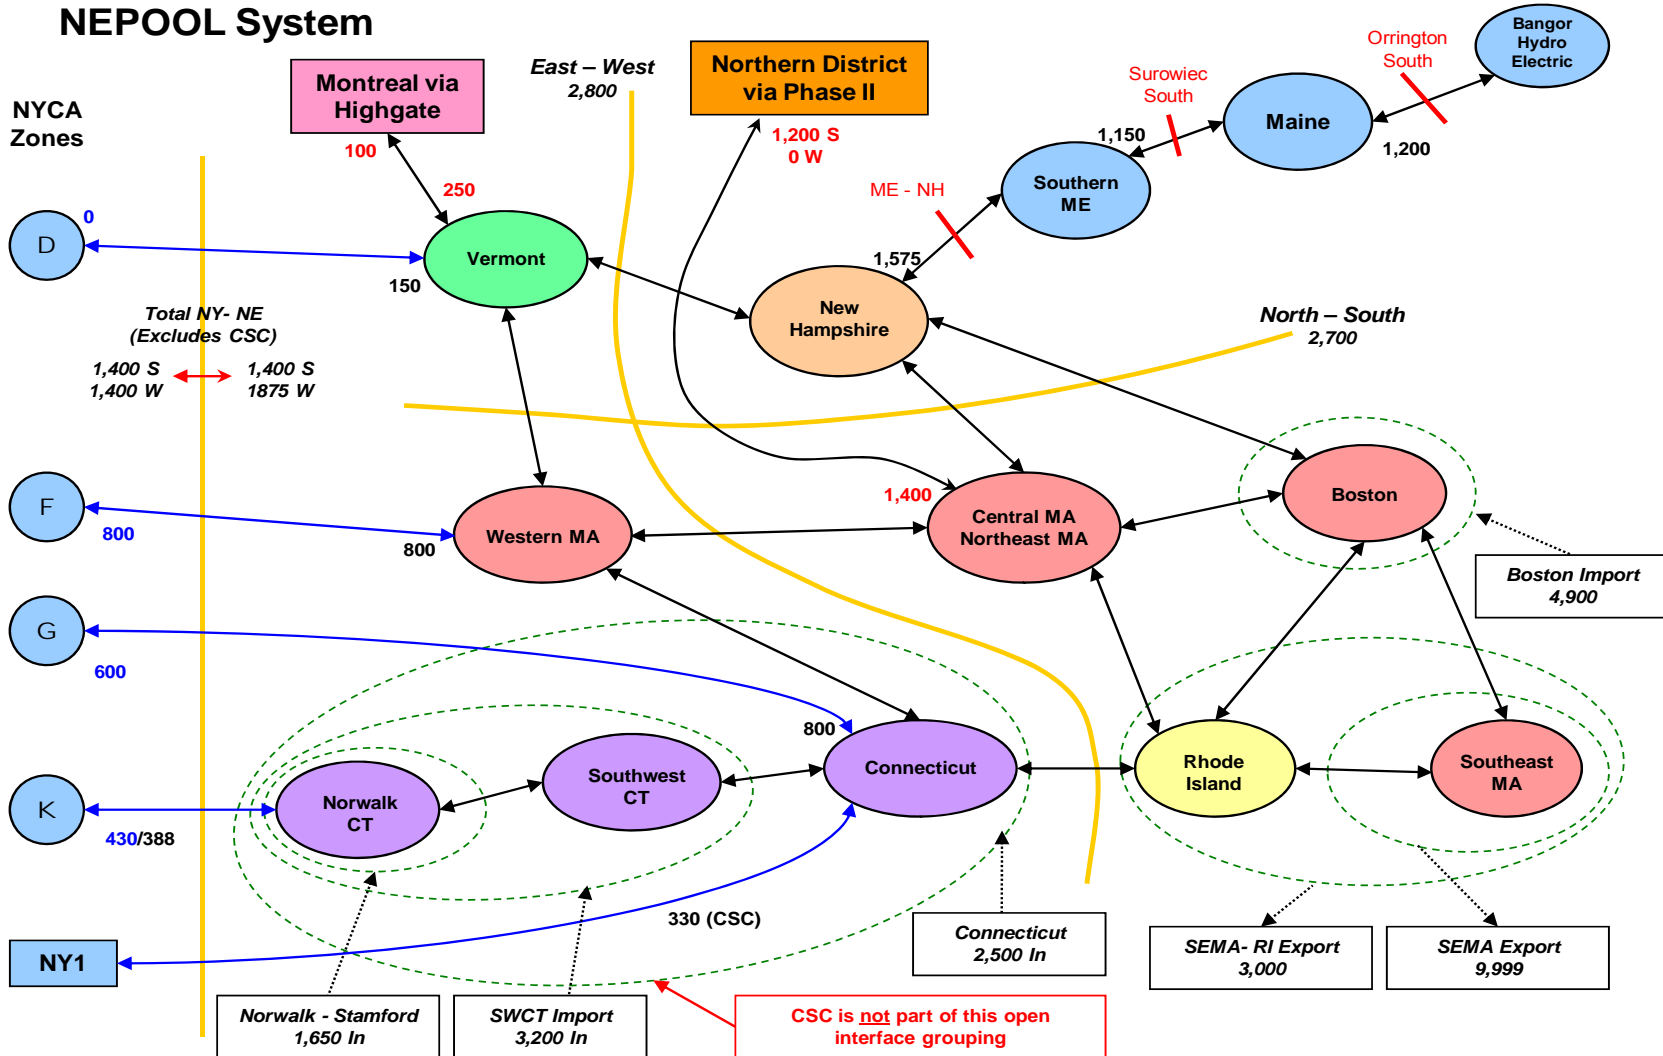 NEPOOL System
NYCA
Zones
Montreal via
Highgate
East – West
2,800
Northern District
via Phase II
Surowiec
South
Orrington
South
Bangor
Hydro
Electric
Maine
100
250
1,200 S
0 W
1,150
1,200
ME - NH
Southern
ME
D
0
Vermont
150
1,575
New
Hampshire
North – South
2,700
Total NY- NE
(Excludes CSC)
1,400 S
1,400 W
1,400 S
1875 W
F
800
800
Western MA
1,400
Central MA
Northeast MA
Boston
Boston Import
4,900
G
600
800
Connecticut
Southwest
CT
Norwalk
CT
Rhode
Island
Southeast
MA
K
430/388
330 (CSC)
NY1
Connecticut
2,500 In
SEMA- RI Export
3,000
SEMA Export
9,999
Norwalk - Stamford
1,650 In
SWCT Import
3,200 In
CSC is not part of this open
interface grouping